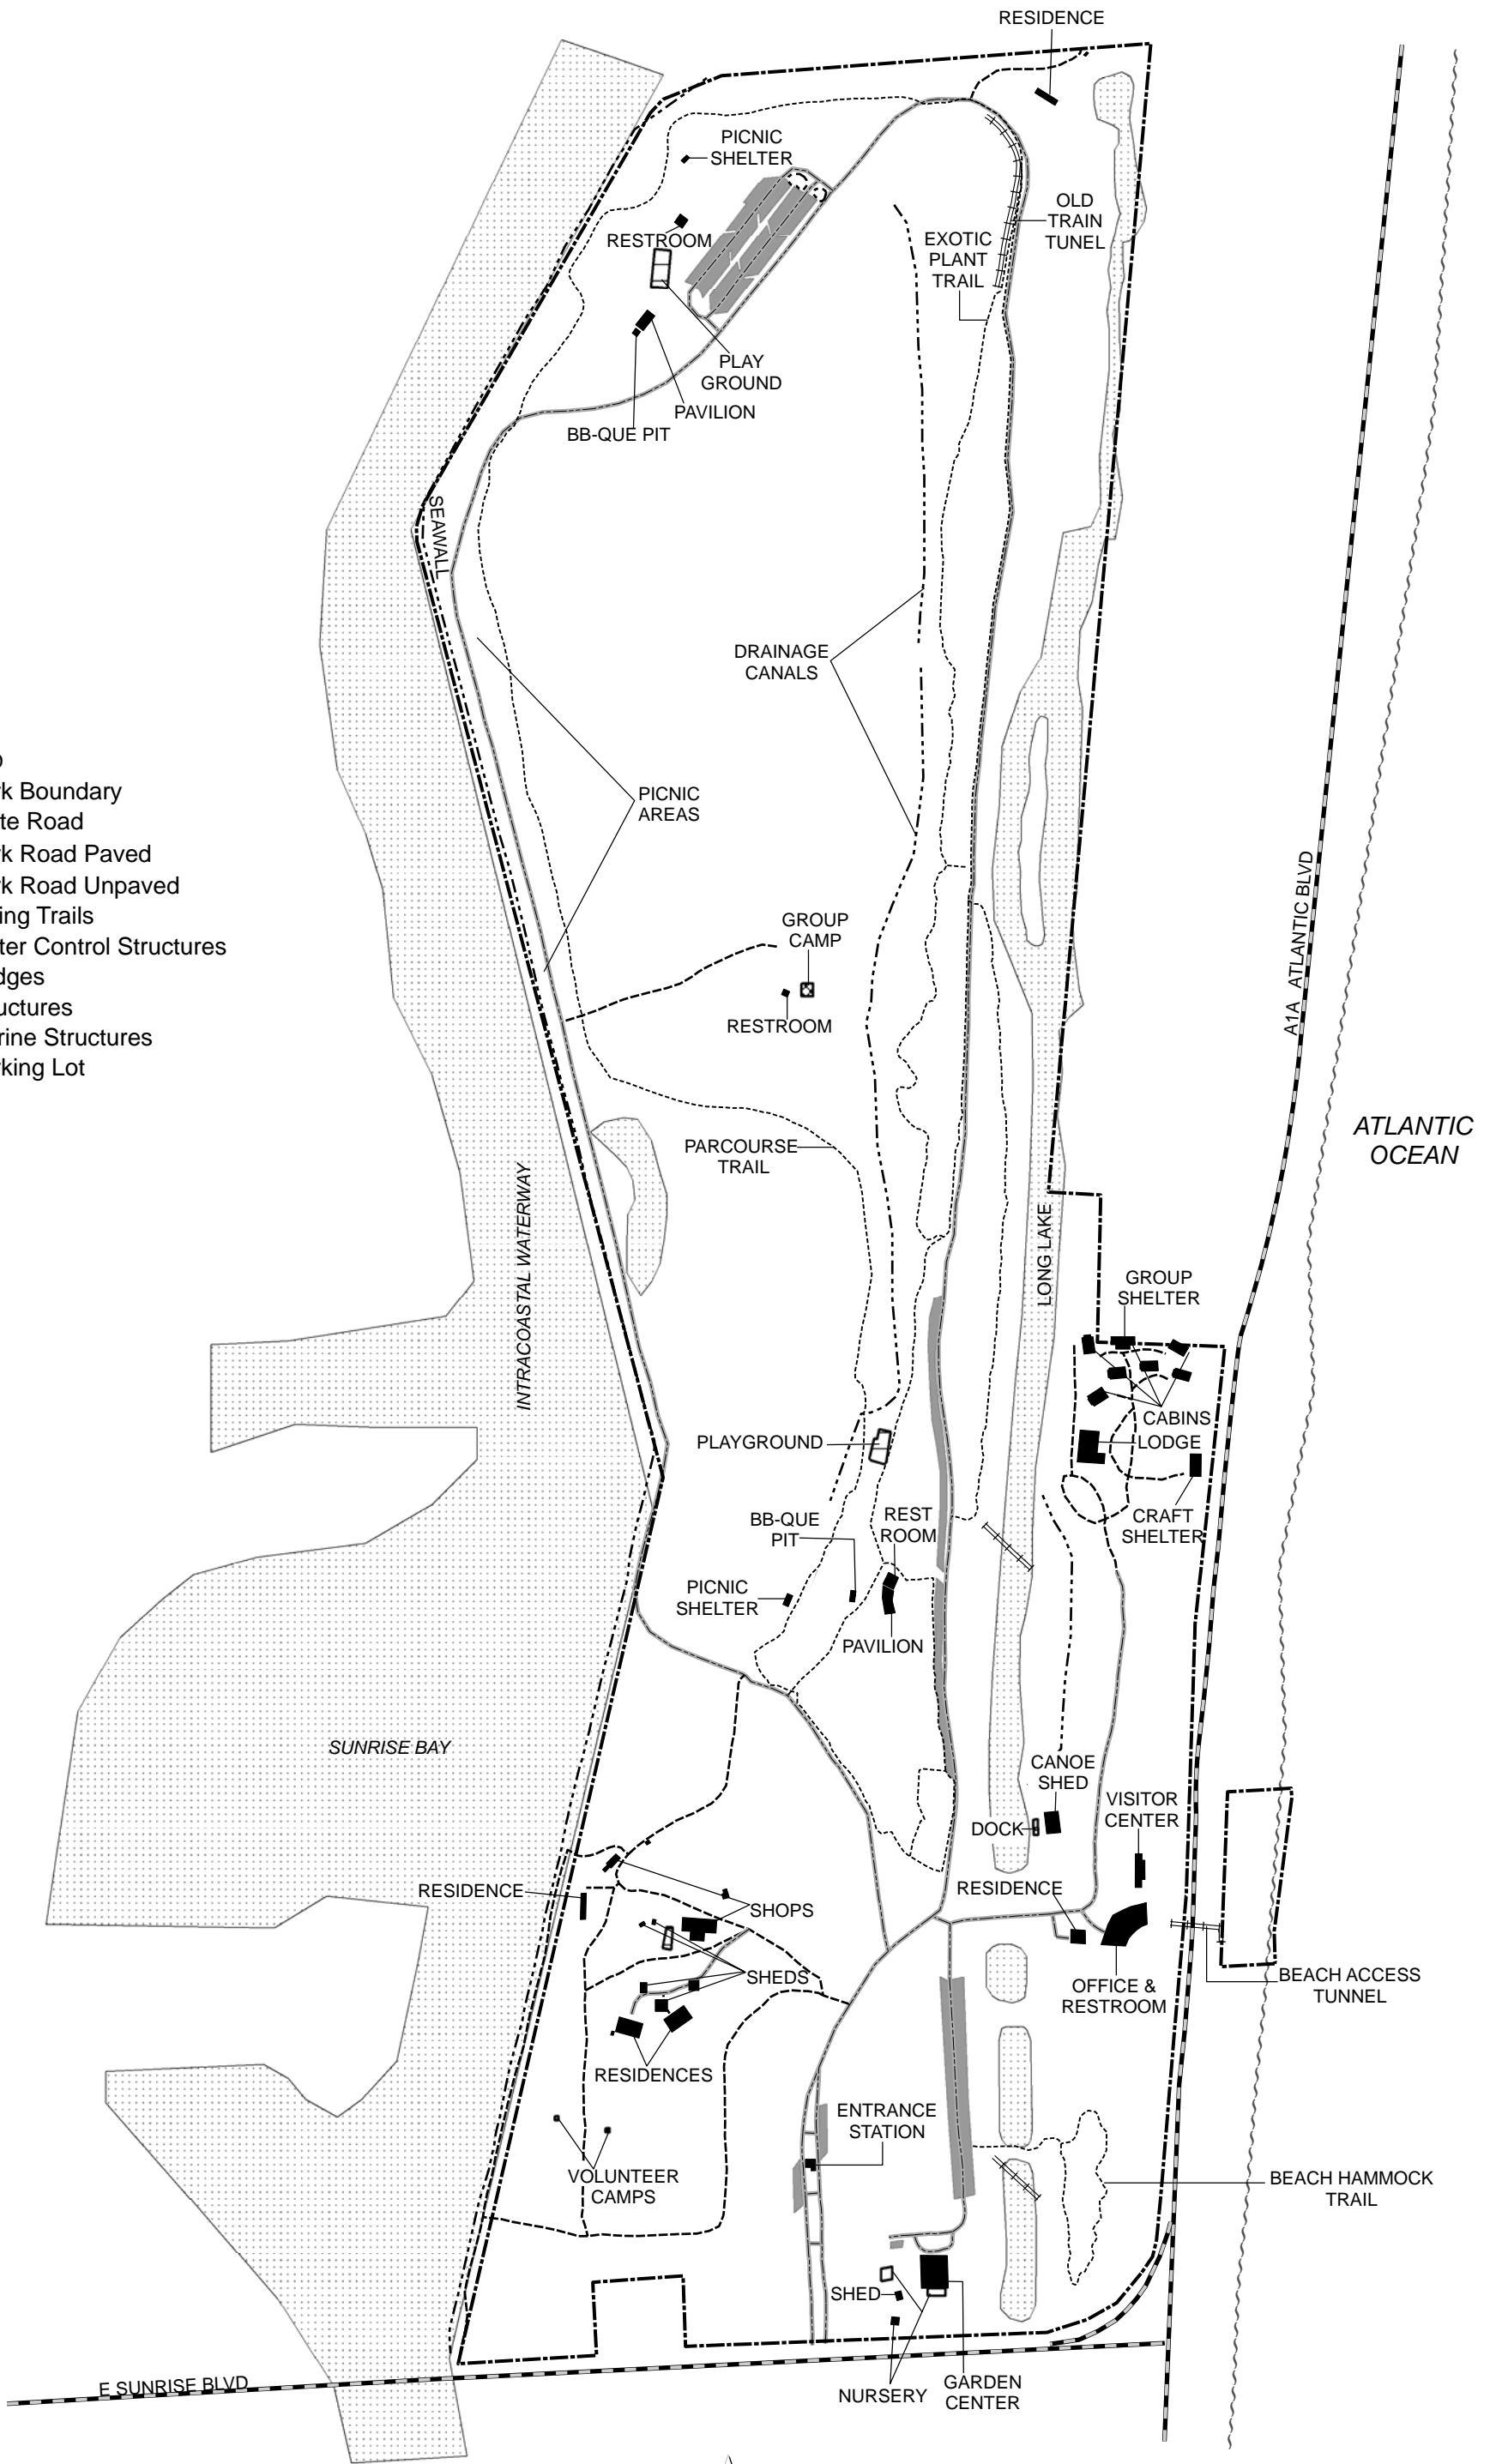 RESIDENCE
PICNIC
SHELTER
RESTROOM
OLD
TRAIN
TUNEL
EXOTIC
PLANT
TRAIL
PLAY
GROUND
PAVILION
BB-QUE PIT
SEAWALL
DRAINAGE
CANALS
rk Boundary
te Road
rk Road Paved
rk Road Unpaved
ing Trails
ter Control Structures
dges
uctures
rine Structures
rking Lot
PICNIC
AREAS
A1A ATLANTIC BLVD
GROUP
CAMP
RESTROOM
ATLANTIC
OCEAN
PARCOURSE
TRAIL
INTRACOASTAL WATERWAY
LONG LAKE
GROUP
SHELTER
CABINS
LODGE
CRAFT
SHELTER
PLAYGROUND
BB-QUE
PIT
REST
ROOM
PICNIC
SHELTER
PAVILION
SUNRISE BAY
CANOE
SHED
DOCK
VISITOR
CENTER
RESIDENCE
SHOPS
RESIDENCE
SHEDS
OFFICE &
RESTROOM
BEACH ACCESS
TUNNEL
RESIDENCES
ENTRANCE
STATION
VOLUNTEER
CAMPS
BEACH HAMMOCK
TRAIL
SHED
NURSERY
GARDEN
CENTER
E SUNRISE BLVD